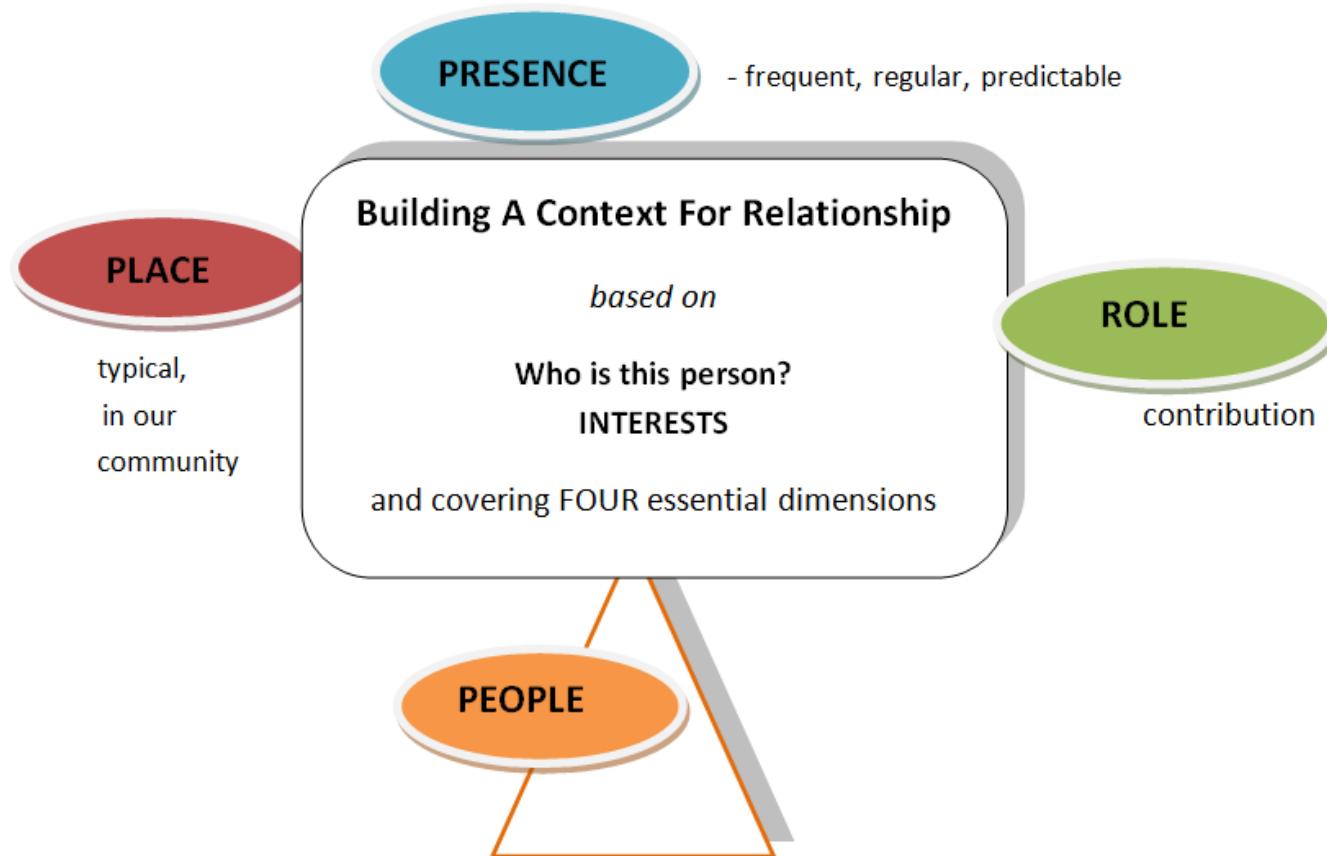 PRESENCE
- frequent, regular, predictable
Building A Context For Relationship
PLACE
based on
ROLE
typical,
in our
community
Who is this person?
INTERESTS
contribution
and covering FOUR essential dimensions
PEOPLE